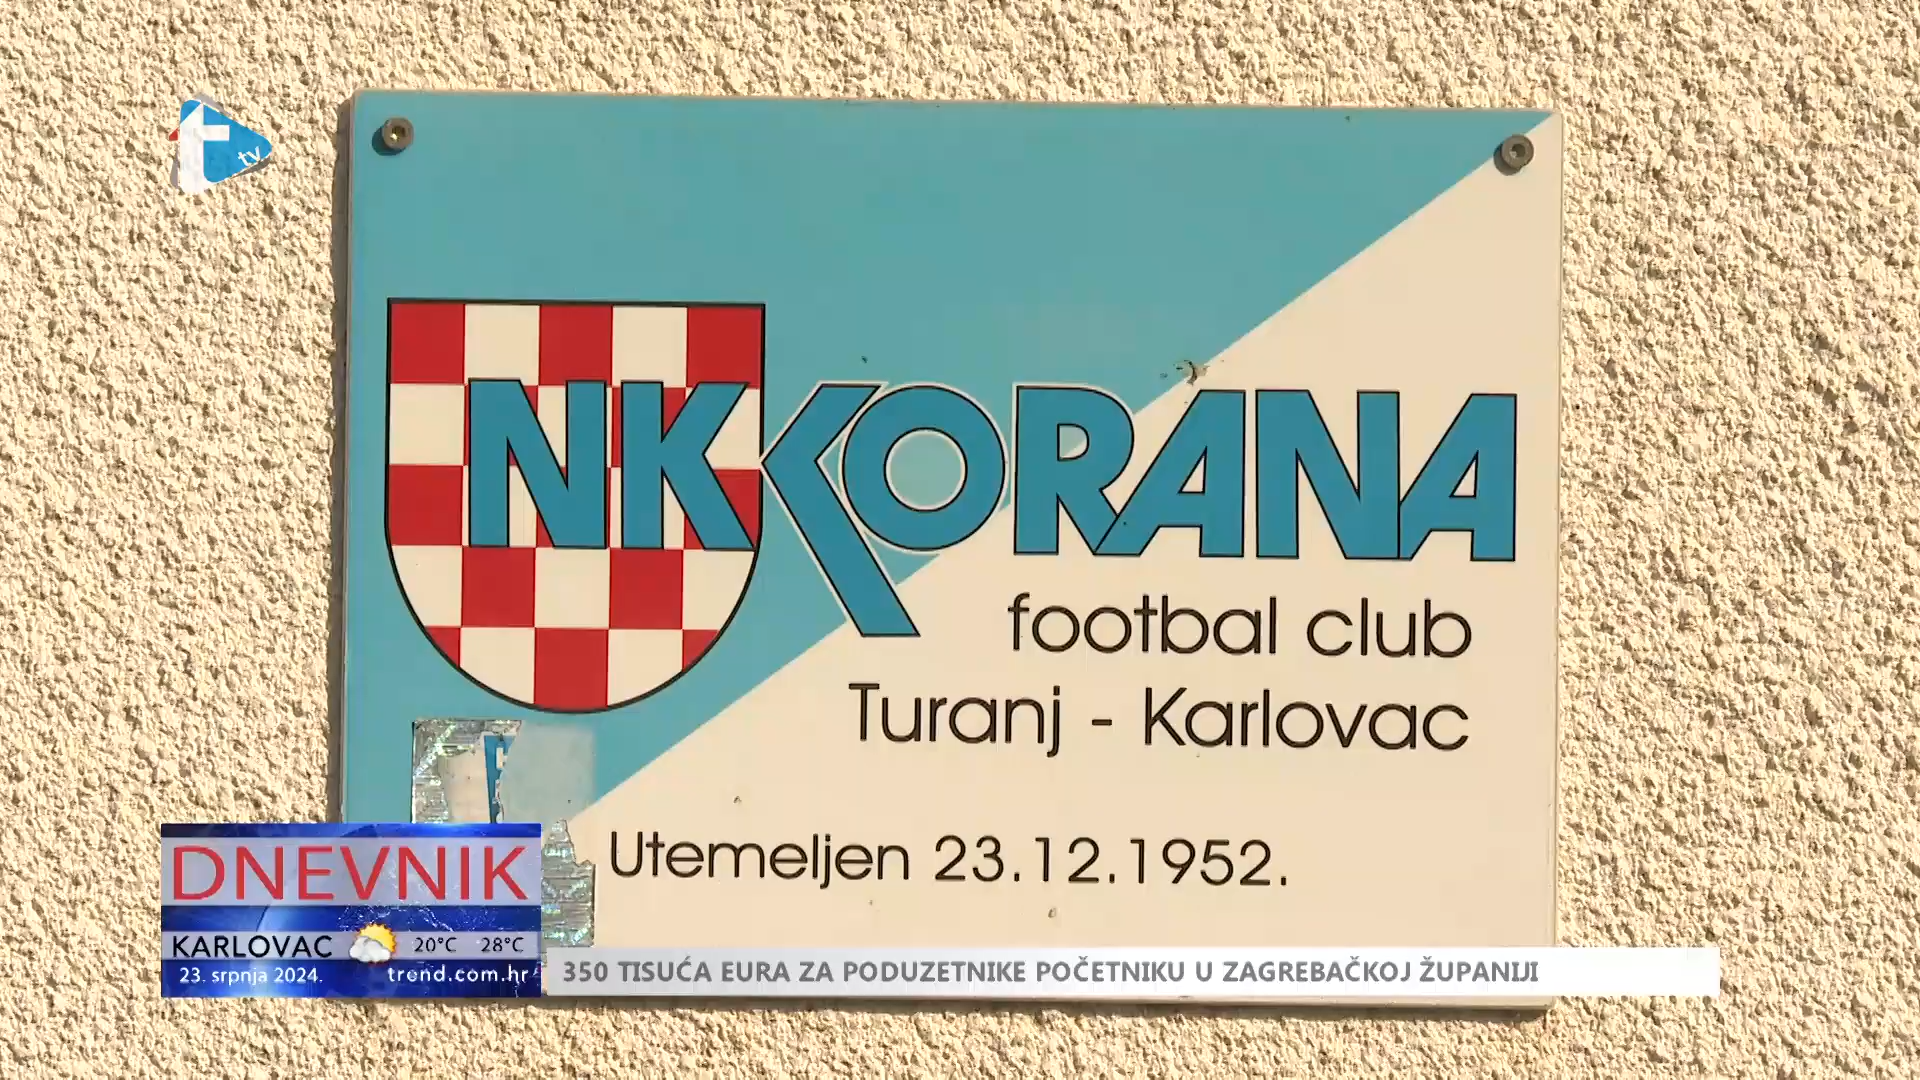 t tv
NK KORANA
footbal club
Turanj - Karlovac
Utemeljen 23.12.1952.
DNEVNIK
KARLOVAC 20°C 28°C
23. srpnja 2024. trend.com.hr
350 TISUĆA EURA ZA PODUZETNIKE POČETNIKU U ZAGREBAČKOJ ŽUPANIJI